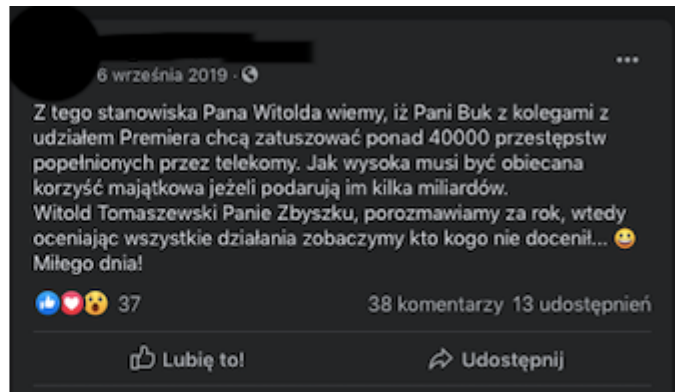 6 września 2019 ·
Z tego stanowiska Pana Witolda wiemy, iż Pani Buk z kolegami z
udziałem Premiera chcą zatuszować ponad 40000 przestępstw
popełnionych przez telekomy. Jak wysoka musi być obiecana
korzyść majątkowa jeżeli podarują im kilka miliardów.
Witold Tomaszewski Panie Zbyszku, porozmawiamy za rok, wtedy
oceniając wszystkie działania zobaczymy kto kogo nie docenił... 😀
Miłego dnia!
37 38 komentarzy 13 udostępnień
Lubię to! Udostępnij